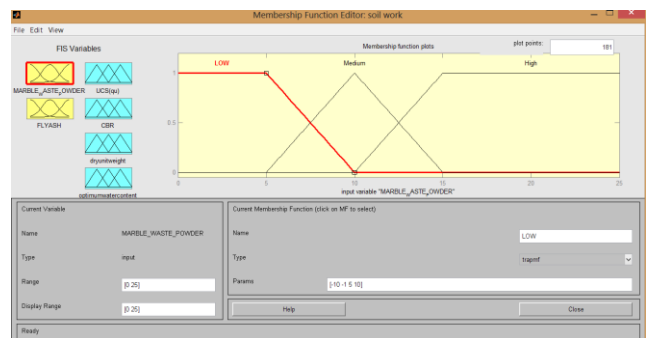 Membership Function Editor: soil work
File Edit View
FIS Variables
Membership function plots
plot points:
181
MARBLE_WASTE_POWDER
UCS(qu)
FLYASH
CBR
dryunitweight
optimumwatercontent
LOW
Medium
High
1
0.5
0
0 5 10 15 20 25
input variable "MARBLE_WASTE_POWDER"
Current Variable
Name MARBLE_WASTE_POWDER
Type input
Range [0 25]
Display Range [0 25]
Current Membership Function (click on MF to select)
Name LOW
Type trapmf
Params [-10 -1 5 10]
Help Close
Ready